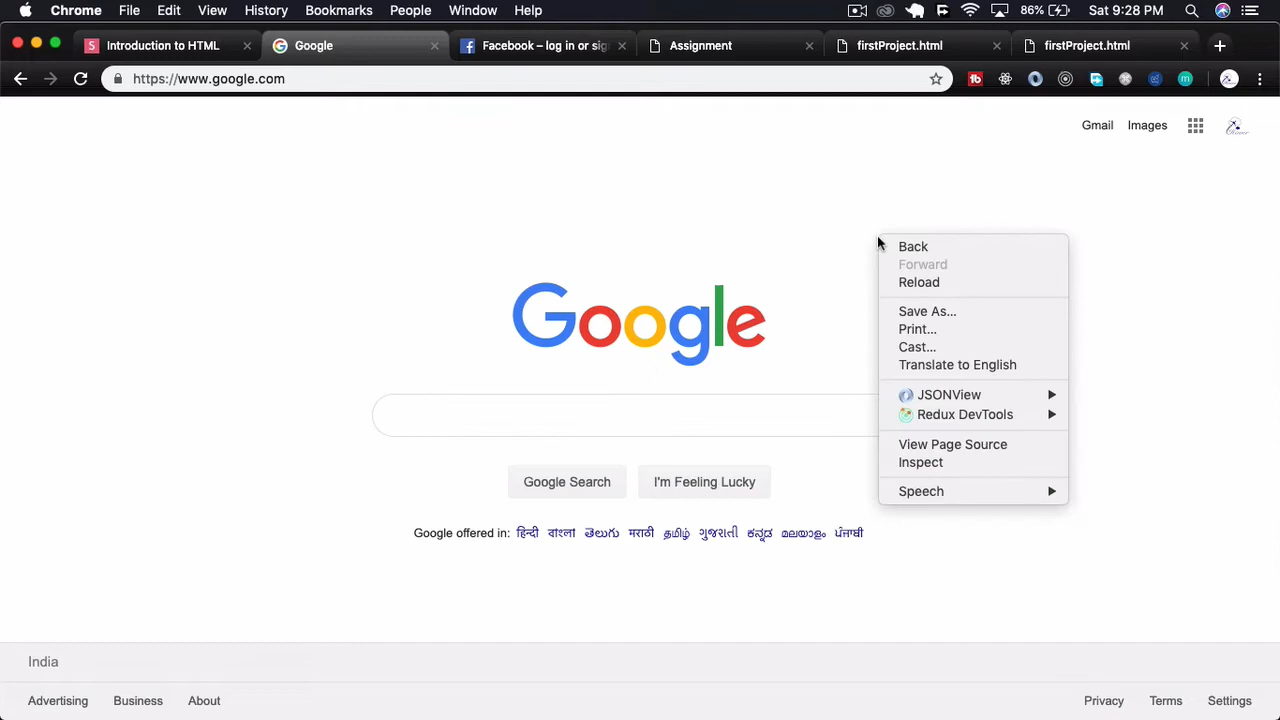 Chrome File Edit View History Bookmarks People Window Help 86% Sat 9:28 PM
Introduction to HTML Google Facebook – log in or sig Assignment firstProject.html firstProject.html
https://www.google.com
Gmail Images
Back
Forward
Reload
Save As...
Print...
Cast...
Translate to English
JSONView
Redux DevTools
View Page Source
Inspect
Speech
Google
Google Search I'm Feeling Lucky
Google offered in: हिन्दी বাংলা తెలుగు मराठी தமிழ் ગુજરાતી ಕನ್ನಡ മലയാളം ਪੰਜਾਬੀ
India
Advertising Business About Privacy Terms Settings